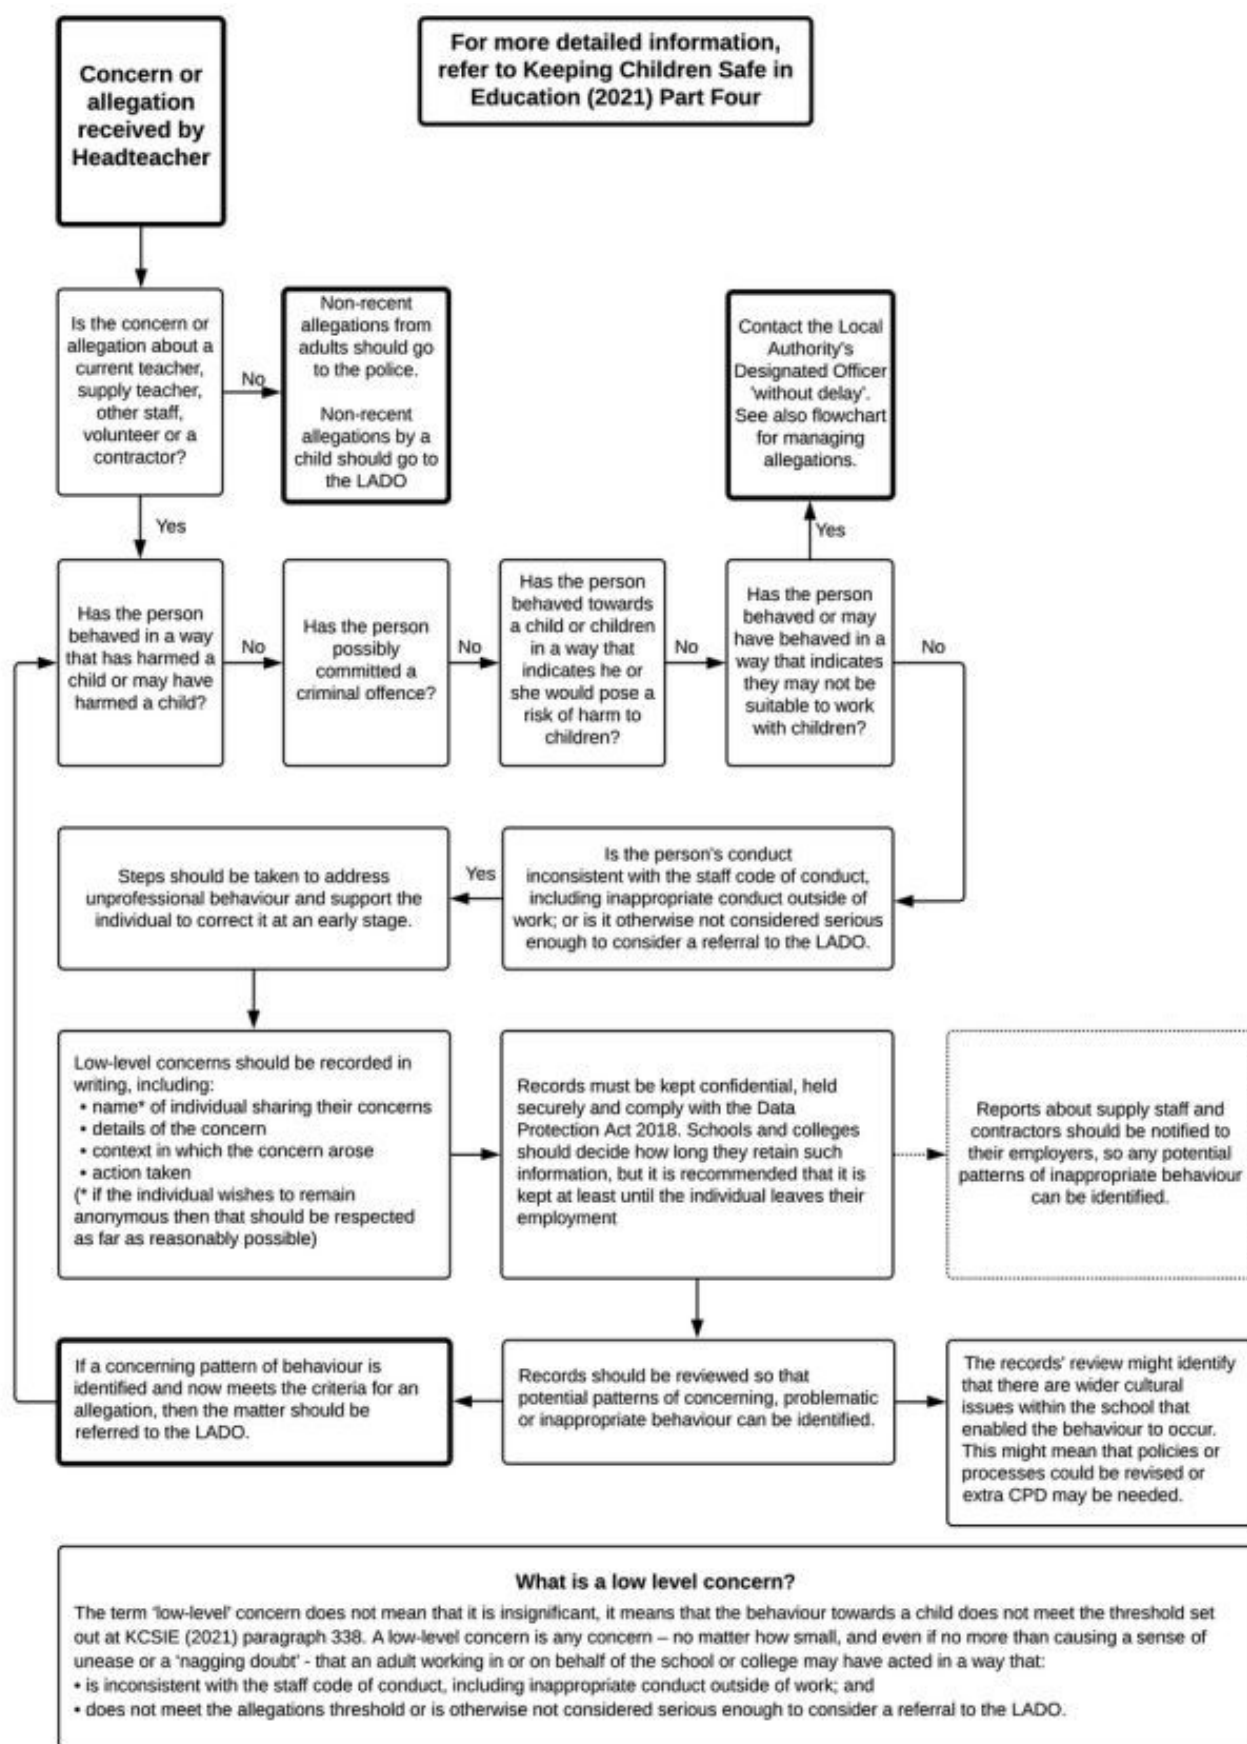 Concern or
allegation
received by
Headteacher
For more detailed information,
refer to Keeping Children Safe in
Education (2021) Part Four
Is the concern or
allegation about a
current teacher,
supply teacher,
other staff,
volunteer or a
contractor?
No
Non-recent
allegations from
adults should go
to the police.
Non-recent
allegations by a
child should go to
the LADO
Contact the Local
Authority's
Designated Officer
'without delay'.
See also flowchart
for managing
allegations.
Yes
Yes
Has the person
behaved in a way
that has harmed a
child or may have
harmed a child?
No
Has the person
possibly
committed a
criminal offence?
No
Has the person
behaved towards
a child or children
in a way that
indicates he or
she would pose a
risk of harm to
children?
No
Has the person
behaved or may
have behaved in a
way that indicates
they may not be
suitable to work
with children?
No
Steps should be taken to address
unprofessional behaviour and support the
individual to correct it at an early stage.
Yes
Is the person's conduct
inconsistent with the staff code of conduct,
including inappropriate conduct outside of
work; or is it otherwise not considered serious
enough to consider a referral to the LADO.
Low-level concerns should be recorded in
writing, including:
• name* of individual sharing their concerns
• details of the concern
• context in which the concern arose
• action taken
(* if the individual wishes to remain
anonymous then that should be respected
as far as reasonably possible)
Records must be kept confidential, held
securely and comply with the Data
Protection Act 2018. Schools and colleges
should decide how long they retain such
information, but it is recommended that it is
kept at least until the individual leaves their
employment
Reports about supply staff and
contractors should be notified to
their employers, so any potential
patterns of inappropriate behaviour
can be identified.
If a concerning pattern of behaviour is
identified and now meets the criteria for an
allegation, then the matter should be
referred to the LADO.
Records should be reviewed so that
potential patterns of concerning, problematic
or inappropriate behaviour can be identified.
The records' review might identify
that there are wider cultural
issues within the school that
enabled the behaviour to occur.
This might mean that policies or
processes could be revised or
extra CPD may be needed.
What is a low level concern?
The term 'low-level' concern does not mean that it is insignificant, it means that the behaviour towards a child does not meet the threshold set
out at KCSIE (2021) paragraph 338. A low-level concern is any concern – no matter how small, and even if no more than causing a sense of
unease or a 'nagging doubt' - that an adult working in or on behalf of the school or college may have acted in a way that:
• is inconsistent with the staff code of conduct, including inappropriate conduct outside of work; and
• does not meet the allegations threshold or is otherwise not considered serious enough to consider a referral to the LADO.